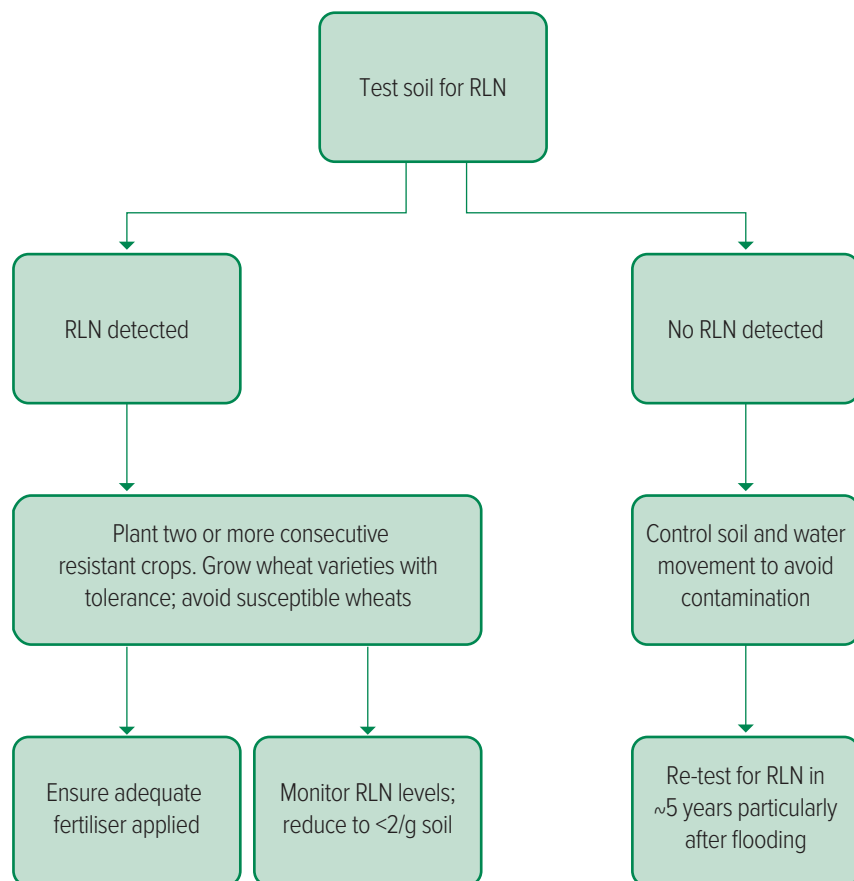 Test soil for RLN
RLN detected
No RLN detected
Plant two or more consecutive
resistant crops. Grow wheat varieties with
tolerance; avoid susceptible wheats
Control soil and water
movement to avoid
contamination
Ensure adequate
fertiliser applied
Monitor RLN levels;
reduce to <2/g soil
Re-test for RLN in
~5 years particularly
after flooding